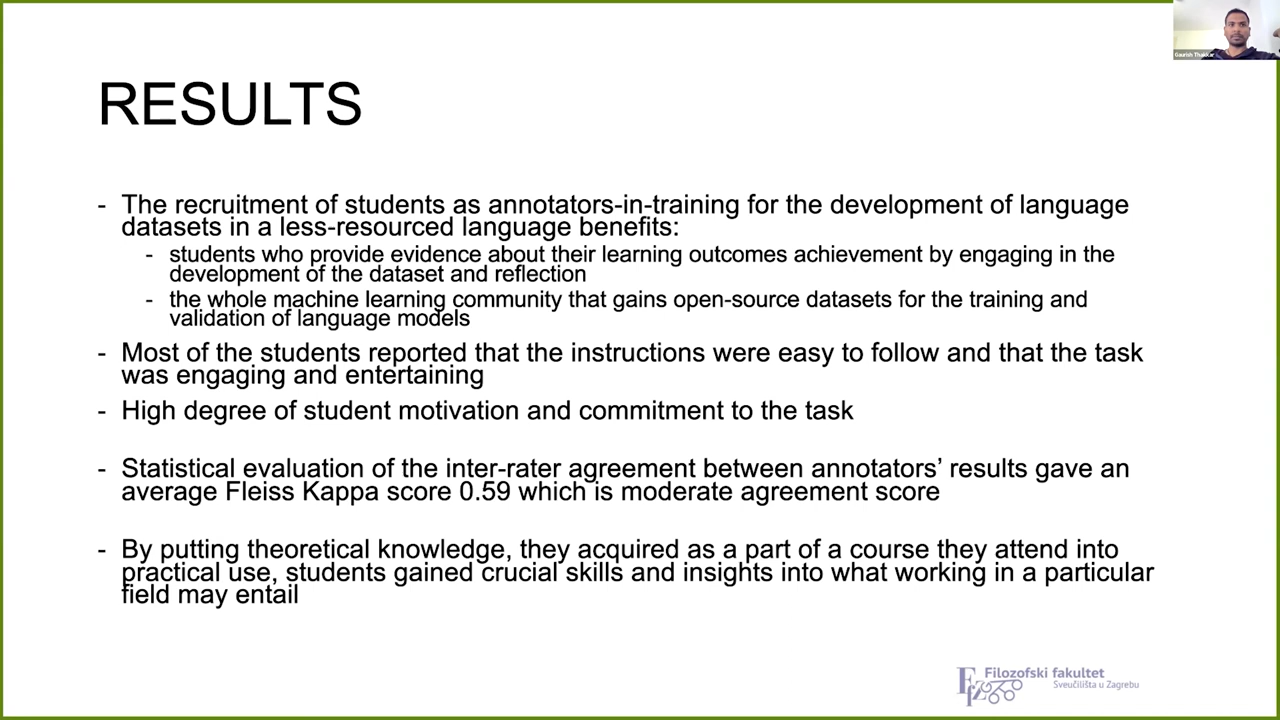 Gaurish Thakkar
RESULTS
- The recruitment of students as annotators-in-training for the development of language
datasets in a less-resourced language benefits:
- students who provide evidence about their learning outcomes achievement by engaging in the
development of the dataset and reflection
- the whole machine learning community that gains open-source datasets for the training and
validation of language models
- Most of the students reported that the instructions were easy to follow and that the task
was engaging and entertaining
- High degree of student motivation and commitment to the task
- Statistical evaluation of the inter-rater agreement between annotators’ results gave an
average Fleiss Kappa score 0.59 which is moderate agreement score
- By putting theoretical knowledge, they acquired as a part of a course they attend into
practical use, students gained crucial skills and insights into what working in a particular
field may entail
Filozofski fakultet
Sveučilišta u Zagrebu